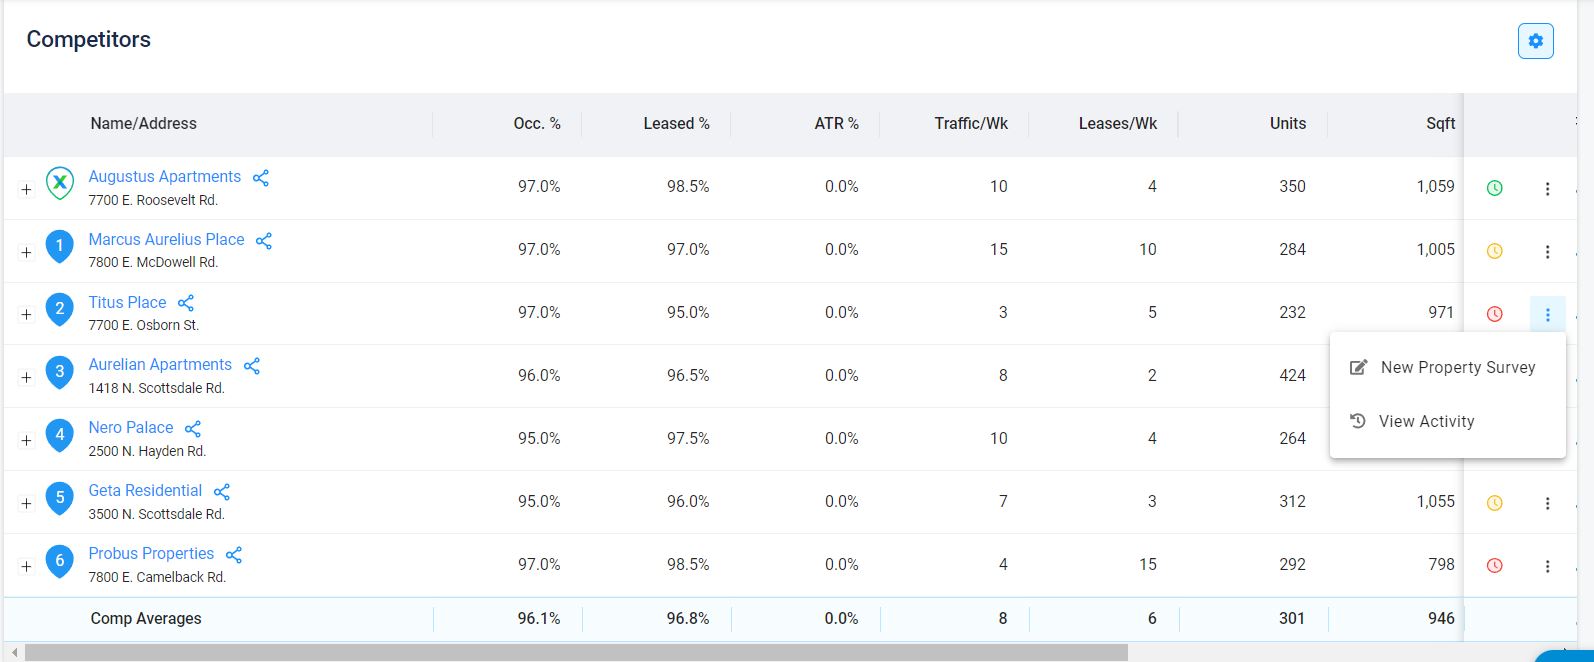 Competitors
Name/Address Occ. % Leased % ATR % Traffic/Wk Leases/Wk Units Sqft
Augustus Apartments 97.0% 98.5% 0.0% 10 4 350 1,059
7700 E. Roosevelt Rd.
1 Marcus Aurelius Place 97.0% 97.0% 0.0% 15 10 284 1,005
7800 E. McDowell Rd.
2 Titus Place 97.0% 95.0% 0.0% 3 5 232 971
7700 E. Osborn St.
New Property Survey
3 Aurelian Apartments 96.0% 96.5% 0.0% 8 2 424
1418 N. Scottsdale Rd.
View Activity
4 Nero Palace 95.0% 97.5% 0.0% 10 4 264
2500 N. Hayden Rd.
5 Geta Residential 95.0% 96.0% 0.0% 7 3 312 1,055
3500 N. Scottsdale Rd.
6 Probus Properties 97.0% 98.5% 0.0% 4 15 292 798
7800 E. Camelback Rd.
Comp Averages 96.1% 96.8% 0.0% 8 6 301 946